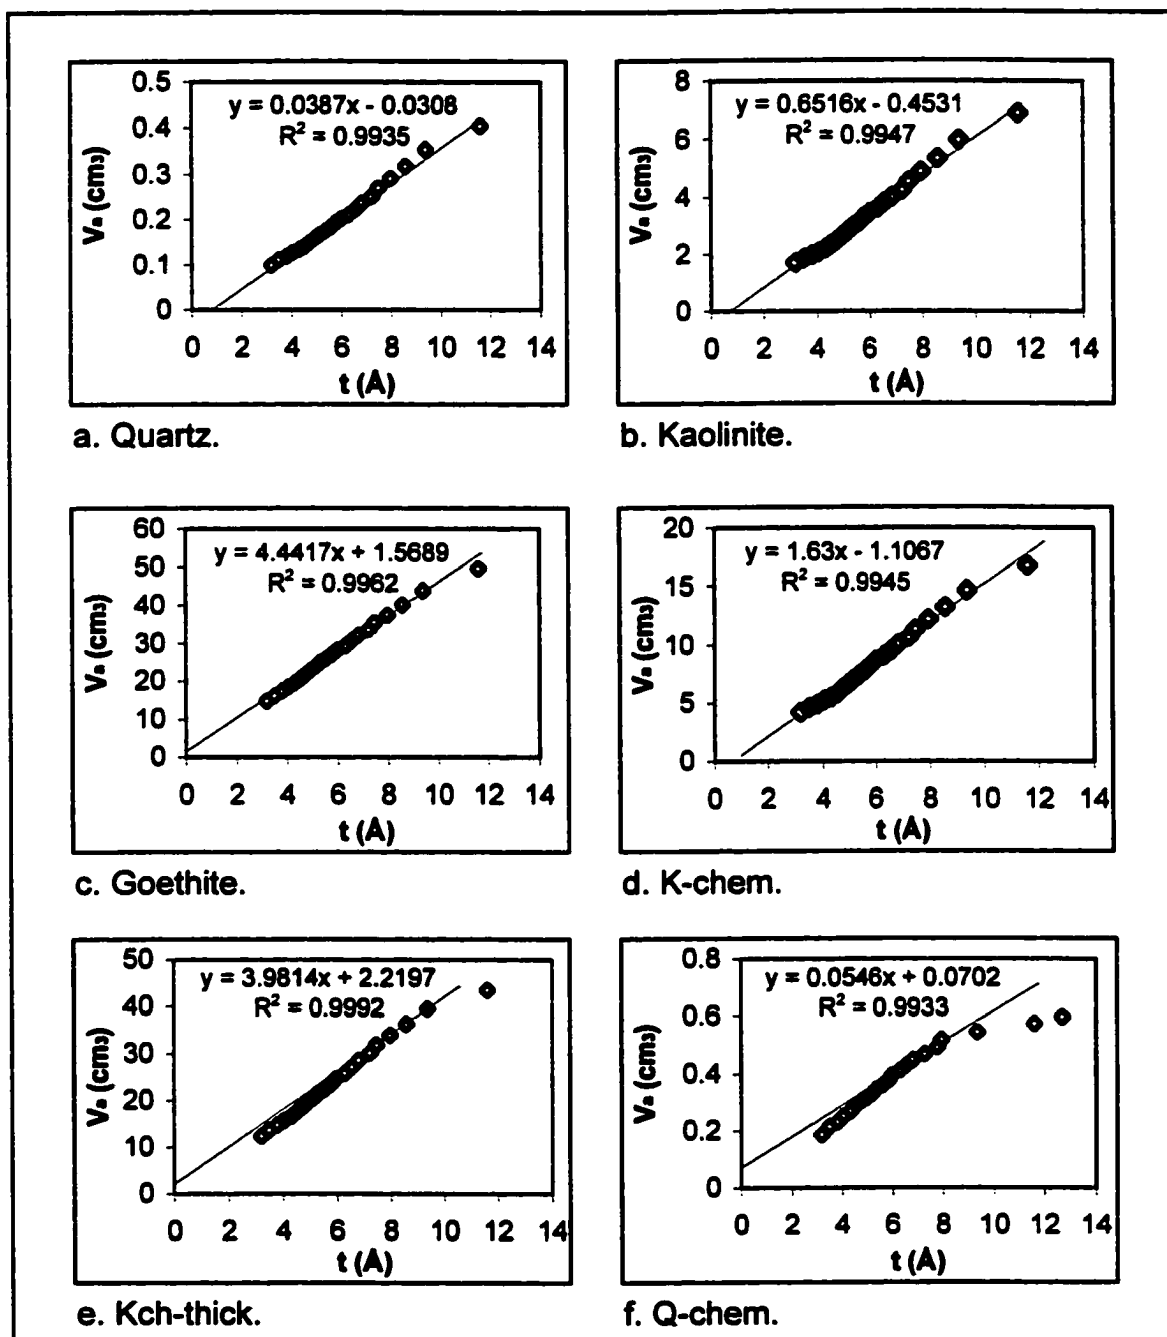 0.5
0.4
0.3
0.2
0.1
0
y = 0.0387x - 0.0308
R² = 0.9935
Va (cm3)
0 2 4 6 8 10 12 14
t (Å)
a. Quartz.
8
6
4
2
0
y = 0.6516x - 0.4531
R² = 0.9947
Va (cm3)
0 2 4 6 8 10 12 14
t (Å)
b. Kaolinite.
60
50
40
30
20
10
0
y = 4.4417x + 1.5689
R² = 0.9962
Va (cm3)
0 2 4 6 8 10 12 14
t (Å)
c. Goethite.
20
15
10
5
0
y = 1.63x - 1.1067
R² = 0.9945
Va (cm3)
0 2 4 6 8 10 12 14
t (Å)
d. K-chem.
50
40
30
20
10
0
y = 3.9814x + 2.2197
R² = 0.9992
Va (cm3)
0 2 4 6 8 10 12 14
t (Å)
e. Kch-thick.
0.8
0.6
0.4
0.2
0
y = 0.0546x + 0.0702
R² = 0.9933
Va (cm3)
0 2 4 6 8 10 12 14
t (Å)
f. Q-chem.